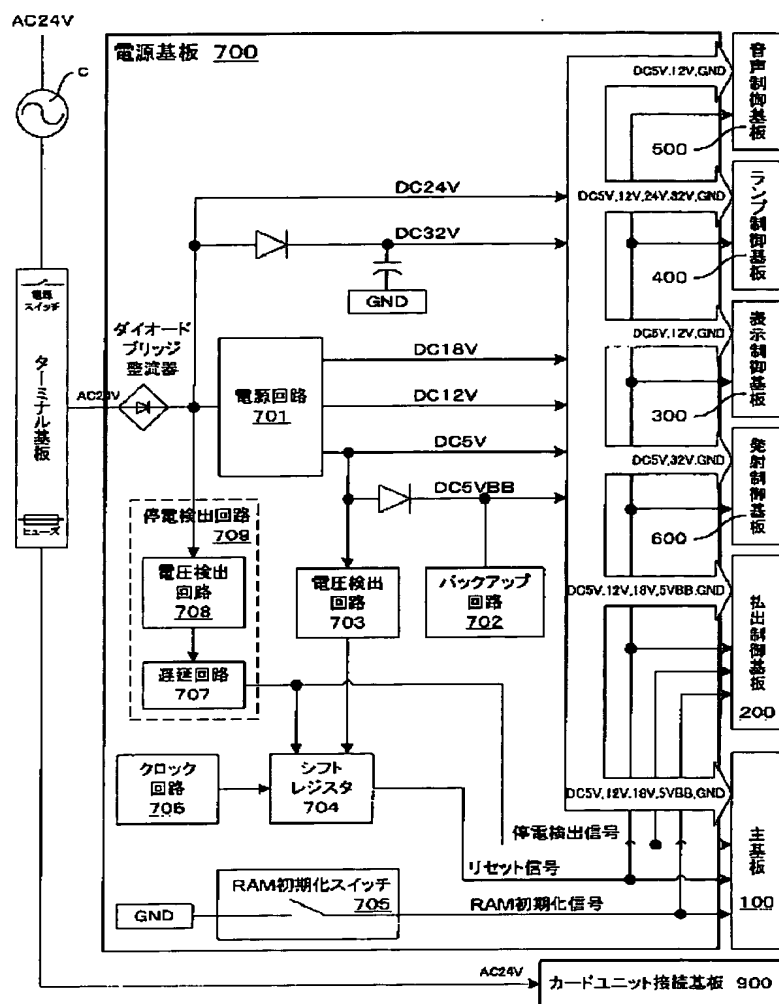 AC24V
C
電源基板 700
DC5V,12V,GND
音声制御基板
500
DC24V
DC5V,12V,24V,32V,GND
ランプ制御基板
400
DC32V
GND
電源
スイッチ
ターミナル基板
ヒューズ
ダイオード
ブリッジ
整流器
AC24V
電源回路
701
DC18V
DC12V
DC5V
DC5VBB
DC5V,12V,GND
表示制御基板
300
DC5V,32V,GND
発射制御基板
600
停電検出回路
709
電圧検出
回路
708
遅延回路
707
電圧検出
回路
703
バックアップ
回路 702
DC5V,12V,18V,5VBB,GND
払出制御基板
200
クロック
回路
706
シフト
レジスタ
704
DC5V,12V,18V,5VBB,GND
停電検出信号
リセット信号
主基板
100
RAM初期化スイッチ
705
GND
RAM初期化信号
AC24V
カードユニット接続基板 900